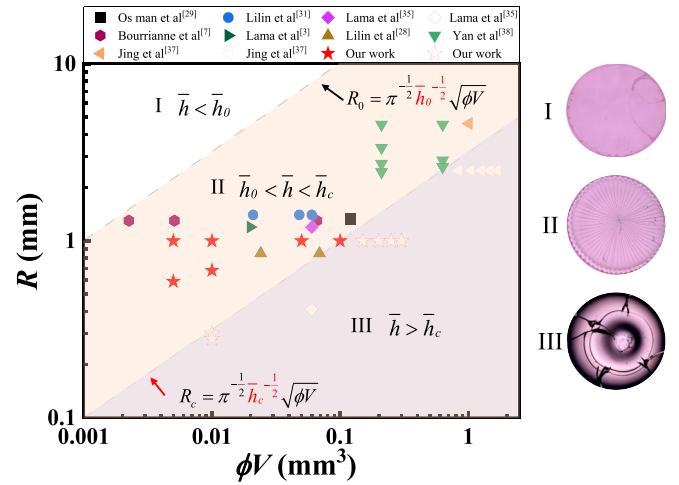 Os man et al[29] Lilin et al[31] Lama et al[35] Lama et al[35]
Bourrianne et al[7] Lama et al[3] Lilin et al[28] Yan et al[38]
Jing et al[37] Jing et al[37] Our work Our work
10
I h̅ < h̅₀
R₀ = π^(-1/2) h̅₀^(-1/2) √ϕV
I
II h̅₀ < h̅ < h̅c
II
R (mm)
1
III h̅ > h̅c
III
Rc = π^(-1/2) h̅c^(-1/2) √ϕV
0.1
0.001 0.01 0.1 1
ϕV (mm³)